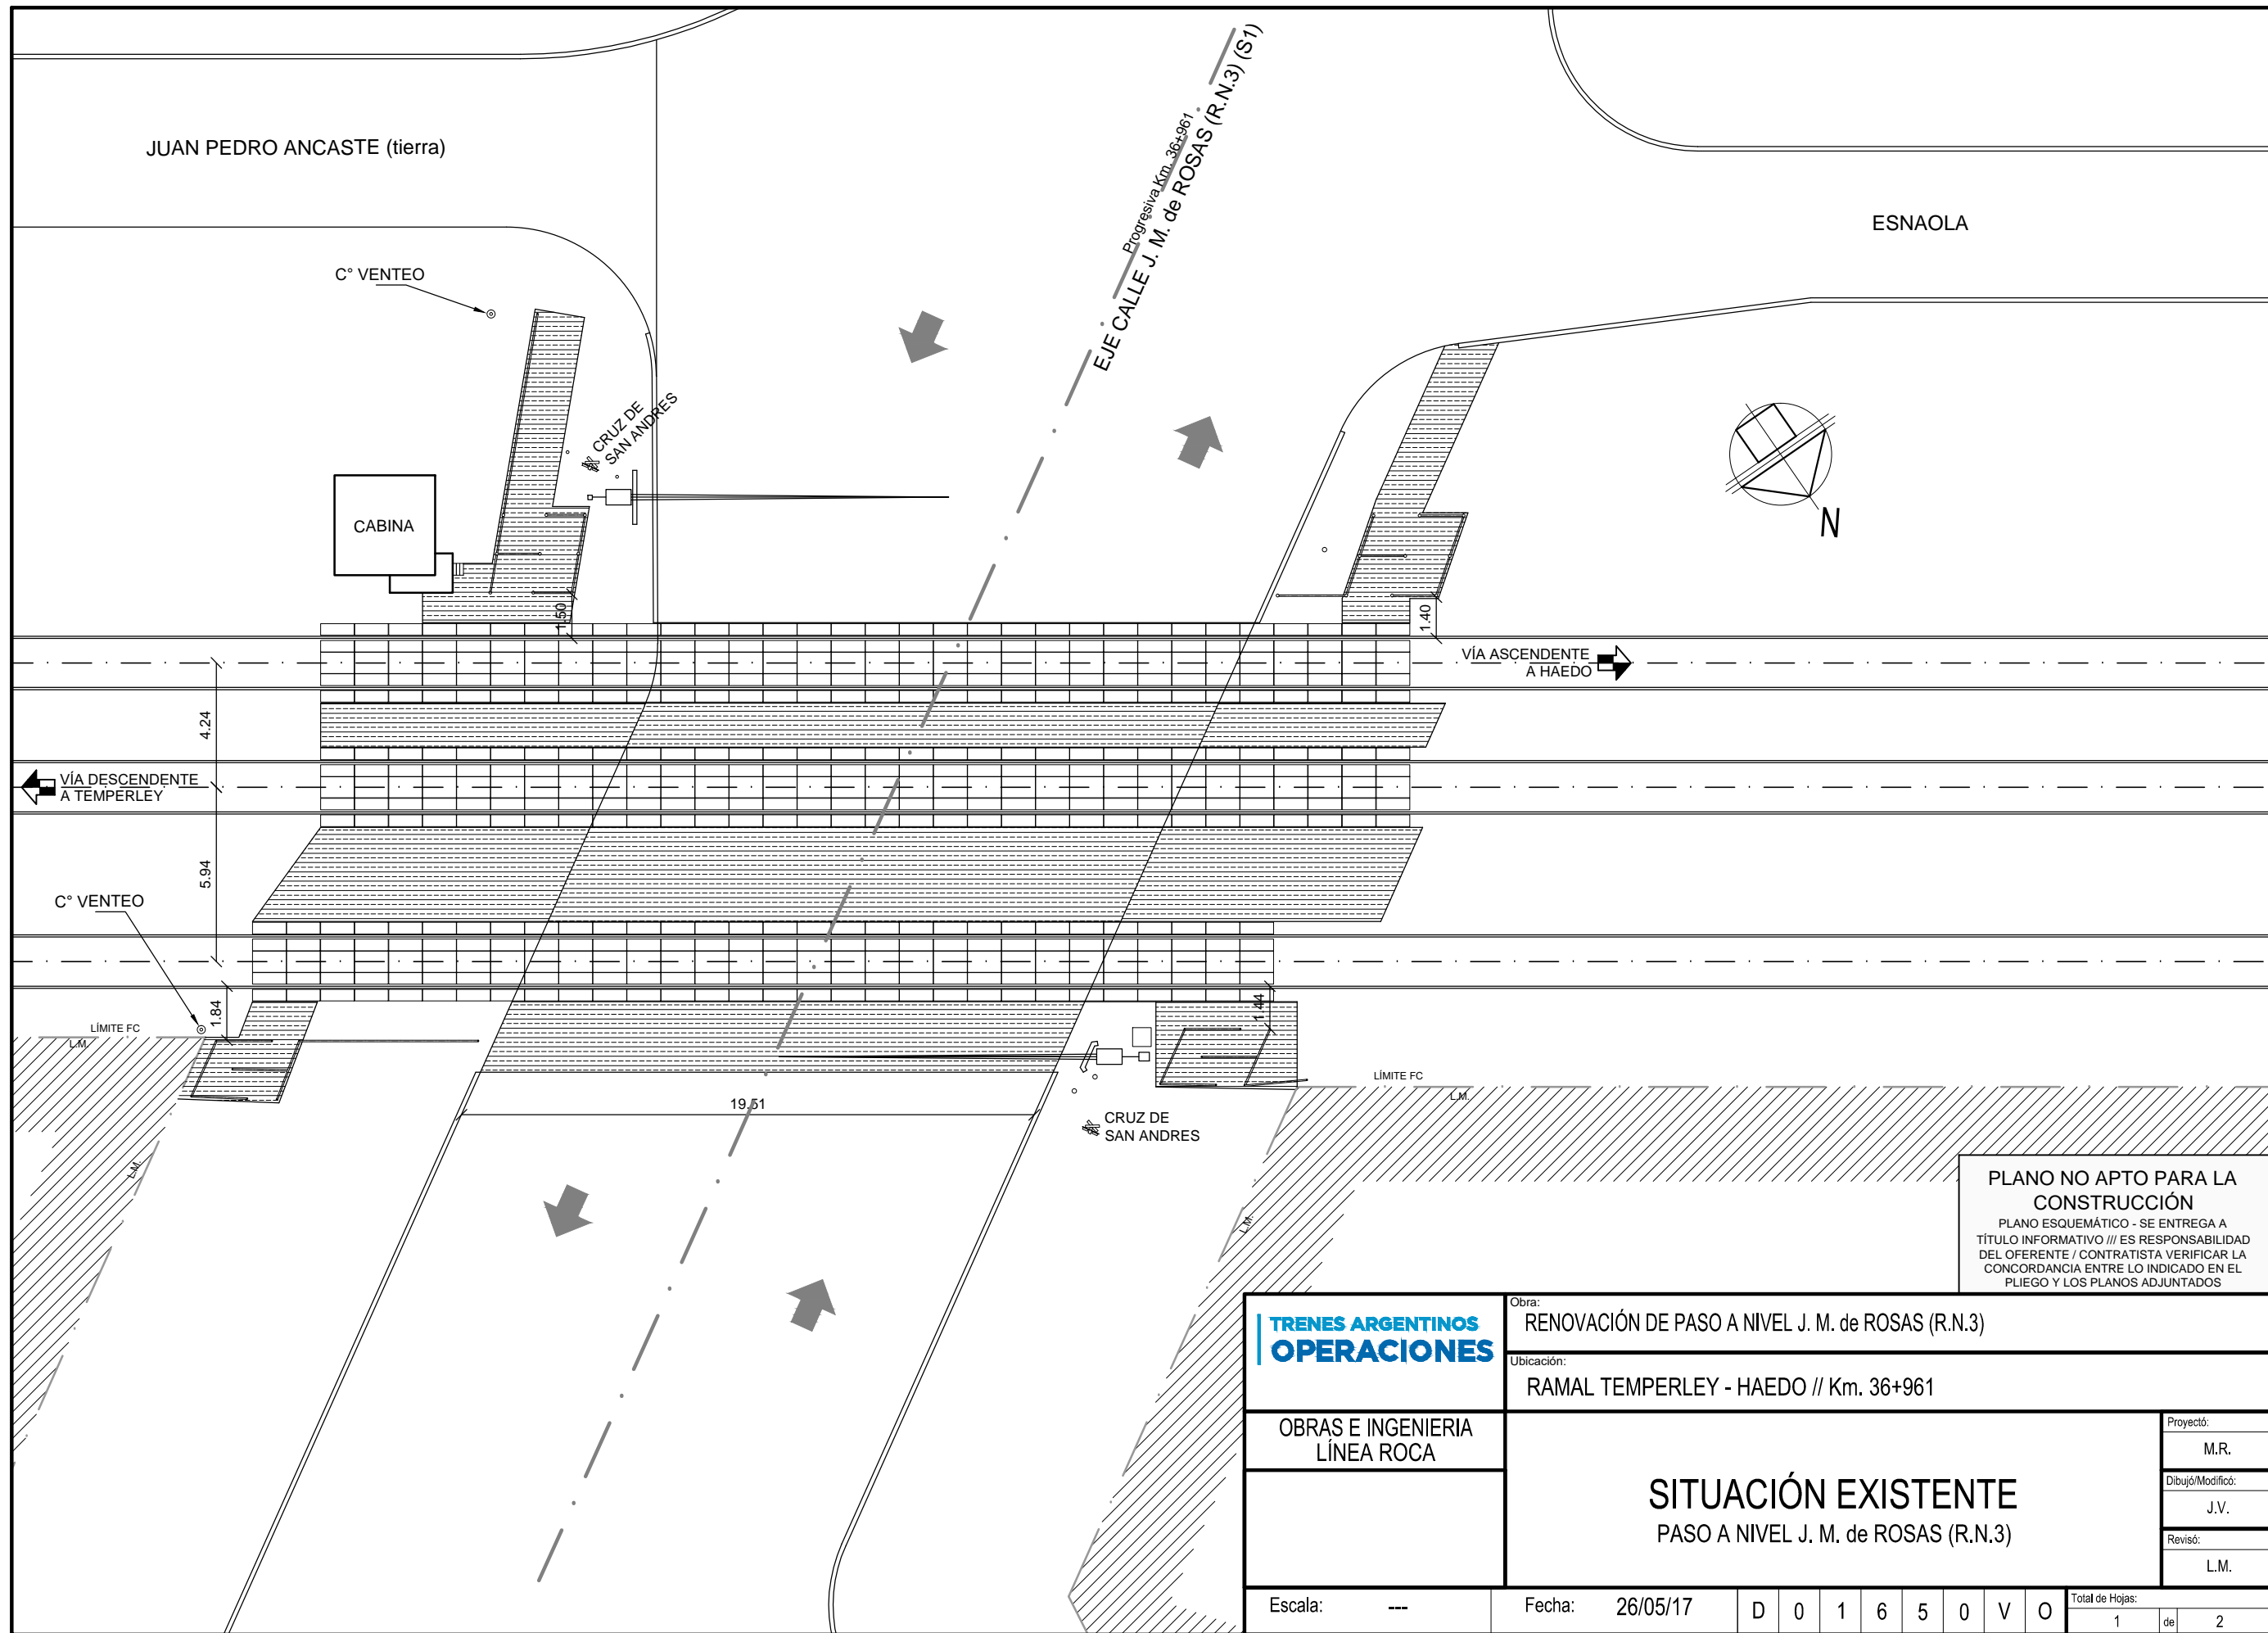 JUAN PEDRO ANCASTE (tierra)
Progresiva Km. 36+961
EJE CALLE J. M. de ROSAS (R.N.3) (S1)
ESNAOLA
C° VENTEO
CRUZ DE
SAN ANDRES
CABINA
N
1.50
1.40
VÍA ASCENDENTE
A HAEDO
4.24
VÍA DESCENDENTE
A TEMPERLEY
5.94
C° VENTEO
1.84
1.44
LÍMITE FC
L.M.
LÍMITE FC
L.M.
19.51
CRUZ DE
SAN ANDRES
L.M.
L.M.
PLANO NO APTO PARA LA
CONSTRUCCIÓN
PLANO ESQUEMÁTICO - SE ENTREGA A
TÍTULO INFORMATIVO /// ES RESPONSABILIDAD
DEL OFERENTE / CONTRATISTA VERIFICAR LA
CONCORDANCIA ENTRE LO INDICADO EN EL
PLIEGO Y LOS PLANOS ADJUNTADOS
TRENES ARGENTINOS
OPERACIONES
Obra:
RENOVACIÓN DE PASO A NIVEL J. M. de ROSAS (R.N.3)
Ubicación:
RAMAL TEMPERLEY - HAEDO // Km. 36+961
OBRAS E INGENIERIA
LÍNEA ROCA
SITUACIÓN EXISTENTE
PASO A NIVEL J. M. de ROSAS (R.N.3)
Proyectó:
M.R.
Dibujó/Modificó:
J.V.
Revisó:
L.M.
Escala: ---
Fecha: 26/05/17
D 0 1 6 5 0 V O
Total de Hojas:
1 de 2